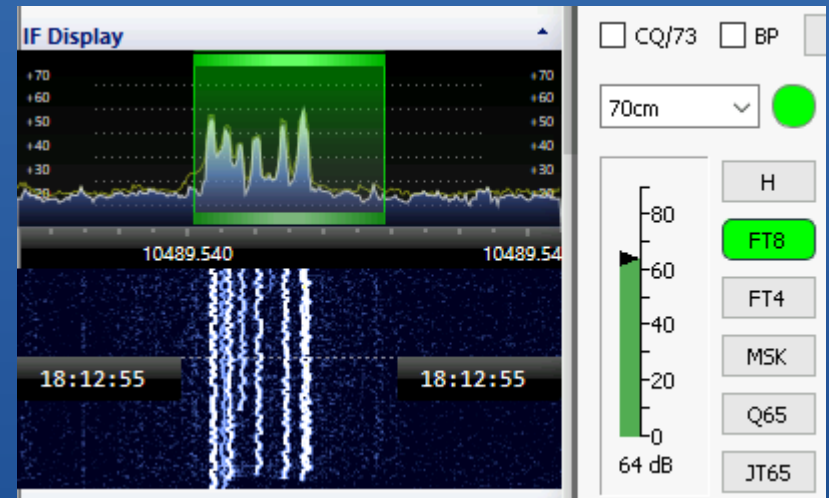 IF Display
+70 +70
+60 +60
+50 +50
+40 +40
+30 +30
10489.540 10489.54
18:12:55 18:12:55
CQ/73 BP
70cm
80
60
40
20
0
64 dB
H
FT8
FT4
MSK
Q65
JT65